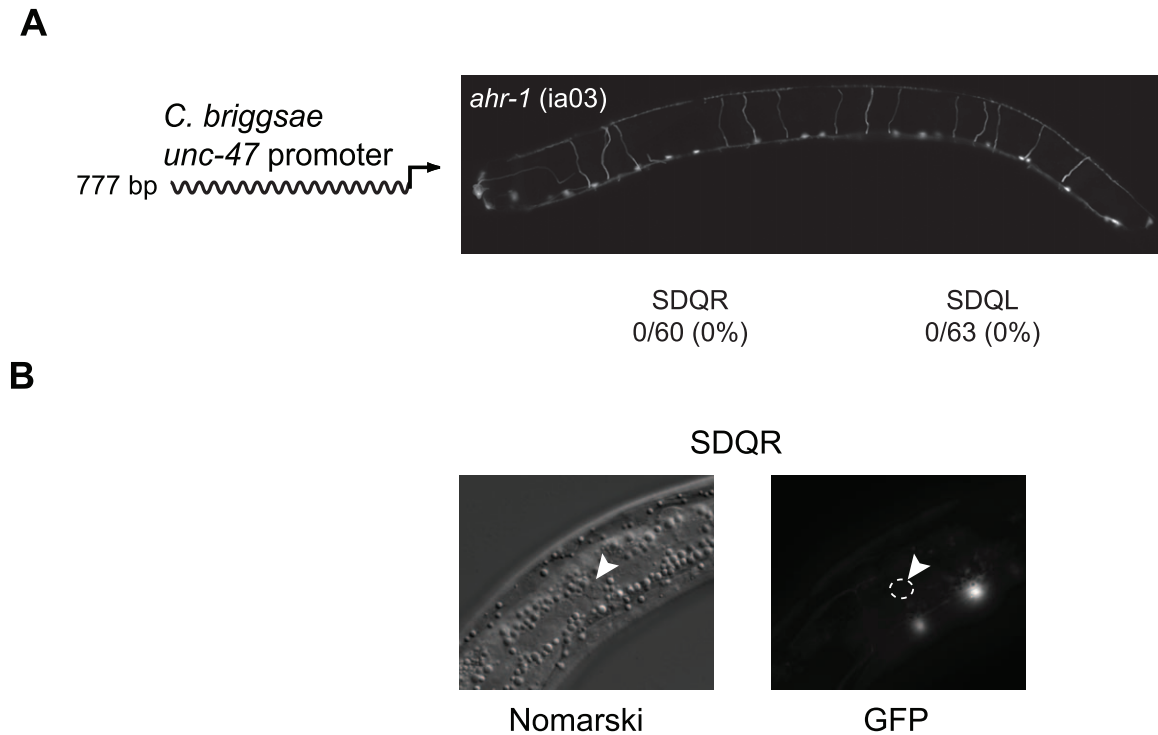 A
C. briggsae
unc-47 promoter
777 bp
ahr-1 (ia03)
SDQR
0/60 (0%)
SDQL
0/63 (0%)
B
SDQR
Nomarski
GFP